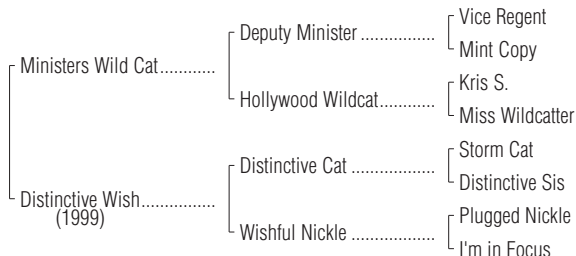 Vice Regent
Deputy Minister ................
Mint Copy
Ministers Wild Cat............
Kris S.
Hollywood Wildcat............
Miss Wildcatter
Storm Cat
Distinctive Cat ..................
Distinctive Sis
Distinctive Wish................
(1999)
Plugged Nickle
Wishful Nickle ..................
I'm in Focus